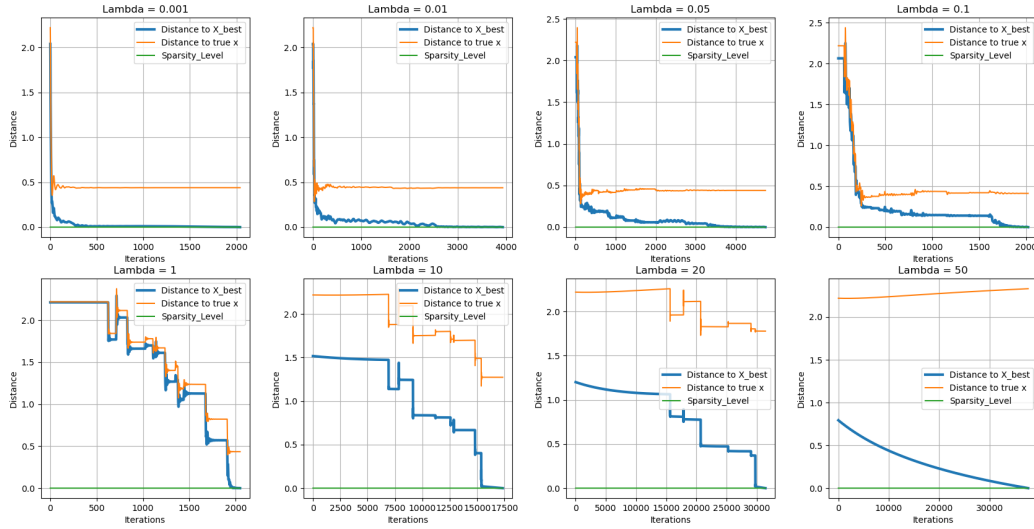 Lambda = 0.001
Distance
2.0
1.5
1.0
0.5
0.0
Distance to X_best
Distance to true x
Sparsity_Level
0 500 1000 1500 2000
Iterations
Lambda = 0.01
Distance
2.0
1.5
1.0
0.5
0.0
Distance to X_best
Distance to true x
Sparsity_Level
0 1000 2000 3000 4000
Iterations
Lambda = 0.05
Distance
2.5
2.0
1.5
1.0
0.5
0.0
Distance to X_best
Distance to true x
Sparsity_Level
0 1000 2000 3000 4000
Iterations
Lambda = 0.1
Distance
2.5
2.0
1.5
1.0
0.5
0.0
Distance to X_best
Distance to true x
Sparsity_Level
0 500 1000 1500 2000
Iterations
Lambda = 1
Distance
2.0
1.5
1.0
0.5
0.0
Distance to X_best
Distance to true x
Sparsity_Level
0 500 1000 1500 2000
Iterations
Lambda = 10
Distance
2.0
1.5
1.0
0.5
0.0
Distance to X_best
Distance to true x
Sparsity_Level
0 2500 5000 7500 10000 12500 15000 17500
Iterations
Lambda = 20
Distance
2.0
1.5
1.0
0.5
0.0
Distance to X_best
Distance to true x
Sparsity_Level
0 5000 10000 15000 20000 25000 30000
Iterations
Lambda = 50
Distance
2.0
1.5
1.0
0.5
0.0
Distance to X_best
Distance to true x
Sparsity_Level
0 10000 20000 30000
Iterations